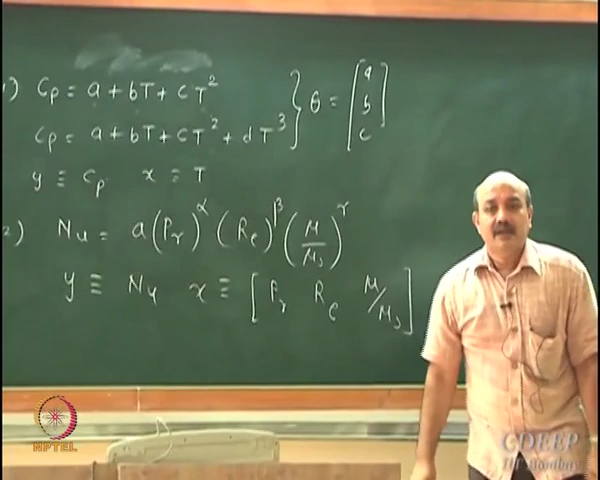 1) Cp = a + bT + cT²
Cp = a + bT + cT² + dT³ } θ = [a b c]
y ≡ Cp x ≡ T
2) Nu = a(Pr)^α (Re)^β (μ/μs)^γ
y ≡ Nu x ≡ [Pr Re μ/μs]
NPTEL
CDEEP
IIT Bombay